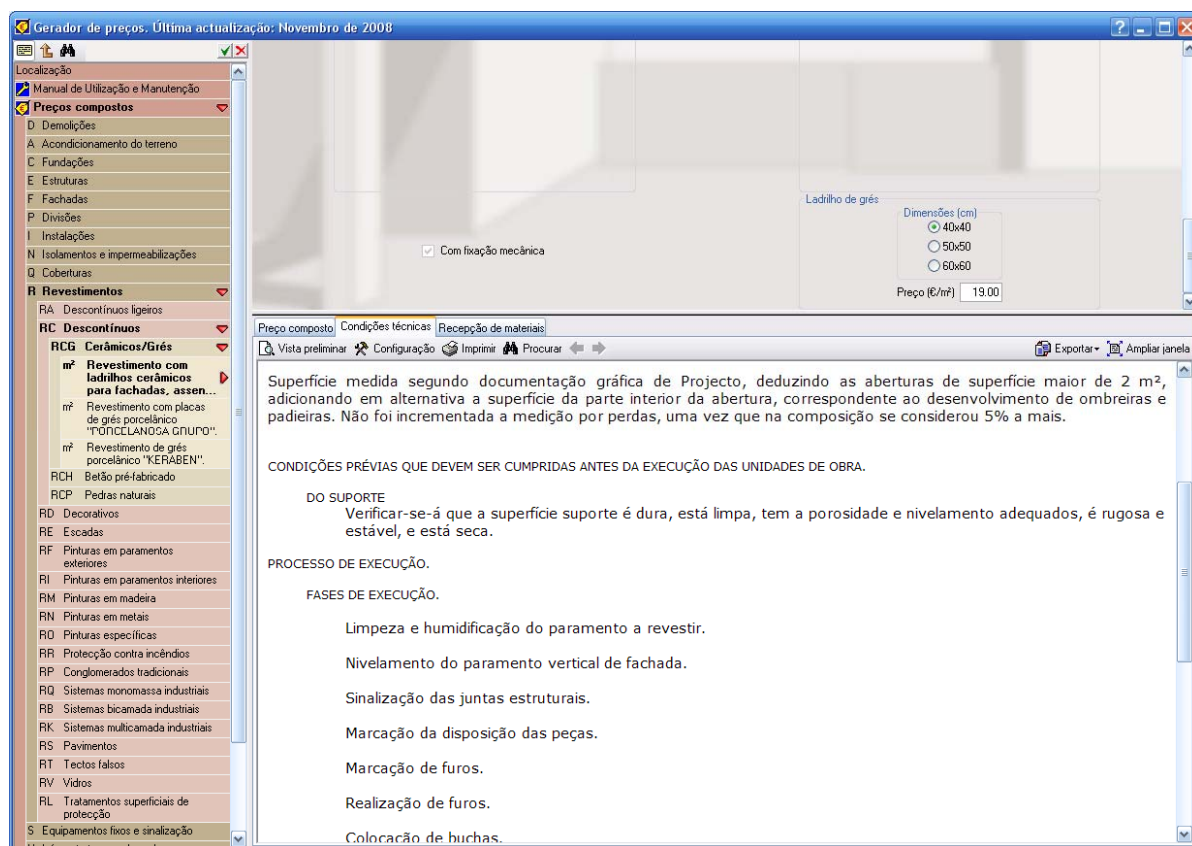 Gerador de preços. Última actualização: Novembro de 2008
Localização
Manual de Utilização e Manutenção
Preços compostos
D Demolições
A Acondicionamento do terreno
C Fundações
E Estruturas
F Fachadas
P Divisões
I Instalações
N Isolamentos e impermeabilizações
Q Coberturas
R Revestimentos
RA Descontínuos ligeiros
RC Descontínuos
RCG Cerâmicos/Grés
m² Revestimento com
ladrilhos cerâmicos
para fachadas, assen...
m² Revestimento com placas
de grés porcelânico
"PORCELANOSA GRUPO".
m² Revestimento de grés
porcelânico "KERABEN".
RCH Betão pré-fabricado
RCP Pedras naturais
RD Decorativos
RE Escadas
RF Pinturas em paramentos
exteriores
RI Pinturas em paramentos interiores
RM Pinturas em madeira
RN Pinturas em metais
RO Pinturas específicas
RR Protecção contra incêndios
RP Conglomerados tradicionais
RQ Sistemas monomassa industriais
RB Sistemas bicamada industriais
RK Sistemas multicamada industriais
RS Pavimentos
RT Tectos falsos
RV Vidros
RL Tratamentos superficiais de
protecção
S Equipamentos fixos e sinalização
Com fixação mecânica
Ladrilho de grés
Dimensões (cm)
40x40
50x50
60x60
Preço (€/m²) 19.00
Preço composto Condições técnicas Recepção de materiais
Vista preliminar Configuração Imprimir Procurar Exportar Ampliar janela
Superfície medida segundo documentação gráfica de Projecto, deduzindo as aberturas de superfície maior de 2 m²,
adicionando em alternativa a superfície da parte interior da abertura, correspondente ao desenvolvimento de ombreiras e
padieiras. Não foi incrementada a medição por perdas, uma vez que na composição se considerou 5% a mais.
CONDIÇÕES PRÉVIAS QUE DEVEM SER CUMPRIDAS ANTES DA EXECUÇÃO DAS UNIDADES DE OBRA.
DO SUPORTE
Verificar-se-á que a superfície suporte é dura, está limpa, tem a porosidade e nivelamento adequados, é rugosa e
estável, e está seca.
PROCESSO DE EXECUÇÃO.
FASES DE EXECUÇÃO.
Limpeza e humidificação do paramento a revestir.
Nivelamento do paramento vertical de fachada.
Sinalização das juntas estruturais.
Marcação da disposição das peças.
Marcação de furos.
Realização de furos.
Colocação de buchas.